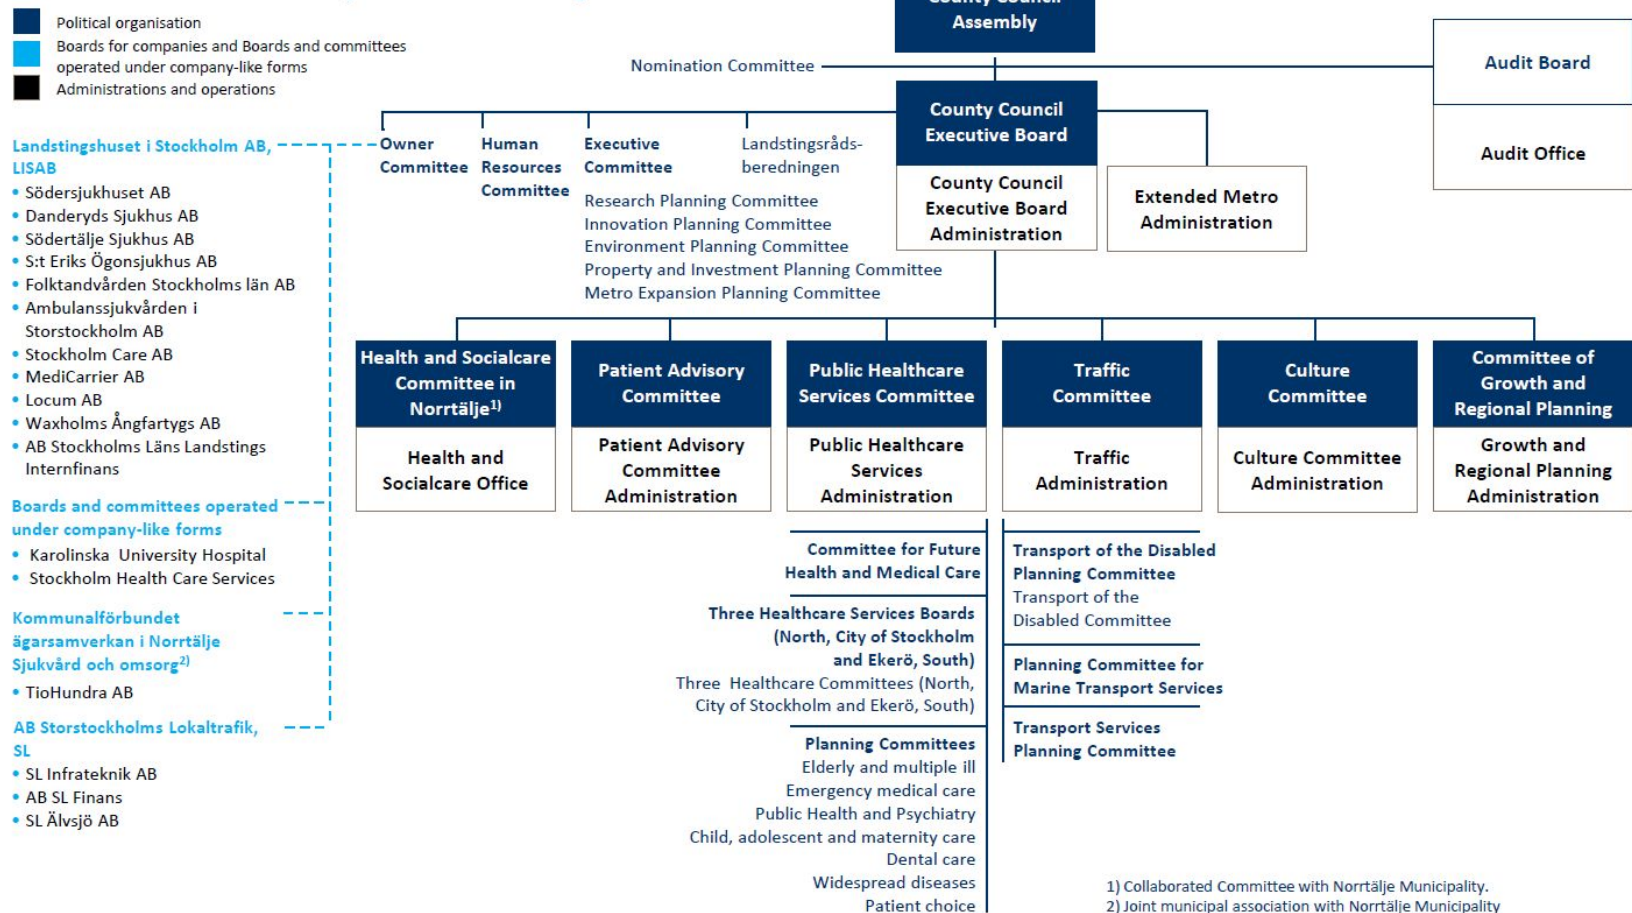 Political organisation
Boards for companies and Boards and committees
operated under company-like forms
Administrations and operations
County Council
Assembly
Nomination Committee
Audit Board
Audit Office
County Council
Executive Board
County Council
Executive Board
Administration
Extended Metro
Administration
Owner
Committee
Human
Resources
Committee
Executive
Committee
Landstingsråds-
beredningen
Research Planning Committee
Innovation Planning Committee
Environment Planning Committee
Property and Investment Planning Committee
Metro Expansion Planning Committee
Landstingshuset i Stockholm AB,
LISAB
• Södersjukhuset AB
• Danderyds Sjukhus AB
• Södertälje Sjukhus AB
• S:t Eriks Ögonsjukhus AB
• Folktandvården Stockholms län AB
• Ambulanssjukvården i
Storstockholm AB
• Stockholm Care AB
• MediCarrier AB
• Locum AB
• Waxholms Ångfartygs AB
• AB Stockholms Läns Landstings
Internfinans
Boards and committees operated
under company-like forms
• Karolinska University Hospital
• Stockholm Health Care Services
Kommunalförbundet
ägarsamverkan i Norrtälje
Sjukvård och omsorg2)
• TioHundra AB
AB Storstockholms Lokaltrafik,
SL
• SL Infrateknik AB
• AB SL Finans
• SL Älvsjö AB
Health and Socialcare
Committee in
Norrtälje1)
Health and
Socialcare Office
Patient Advisory
Committee
Patient Advisory
Committee
Administration
Public Healthcare
Services Committee
Public Healthcare
Services
Administration
Traffic
Committee
Traffic
Administration
Culture
Committee
Culture Committee
Administration
Committee of
Growth and
Regional Planning
Growth and
Regional Planning
Administration
Committee for Future
Health and Medical Care
Three Healthcare Services Boards
(North, City of Stockholm
and Ekerö, South)
Three Healthcare Committees (North,
City of Stockholm and Ekerö, South)
Planning Committees
Elderly and multiple ill
Emergency medical care
Public Health and Psychiatry
Child, adolescent and maternity care
Dental care
Widespread diseases
Patient choice
Transport of the Disabled
Planning Committee
Transport of the
Disabled Committee
Planning Committee for
Marine Transport Services
Transport Services
Planning Committee
1) Collaborated Committee with Norrtälje Municipality.
2) Joint municipal association with Norrtälje Municipality